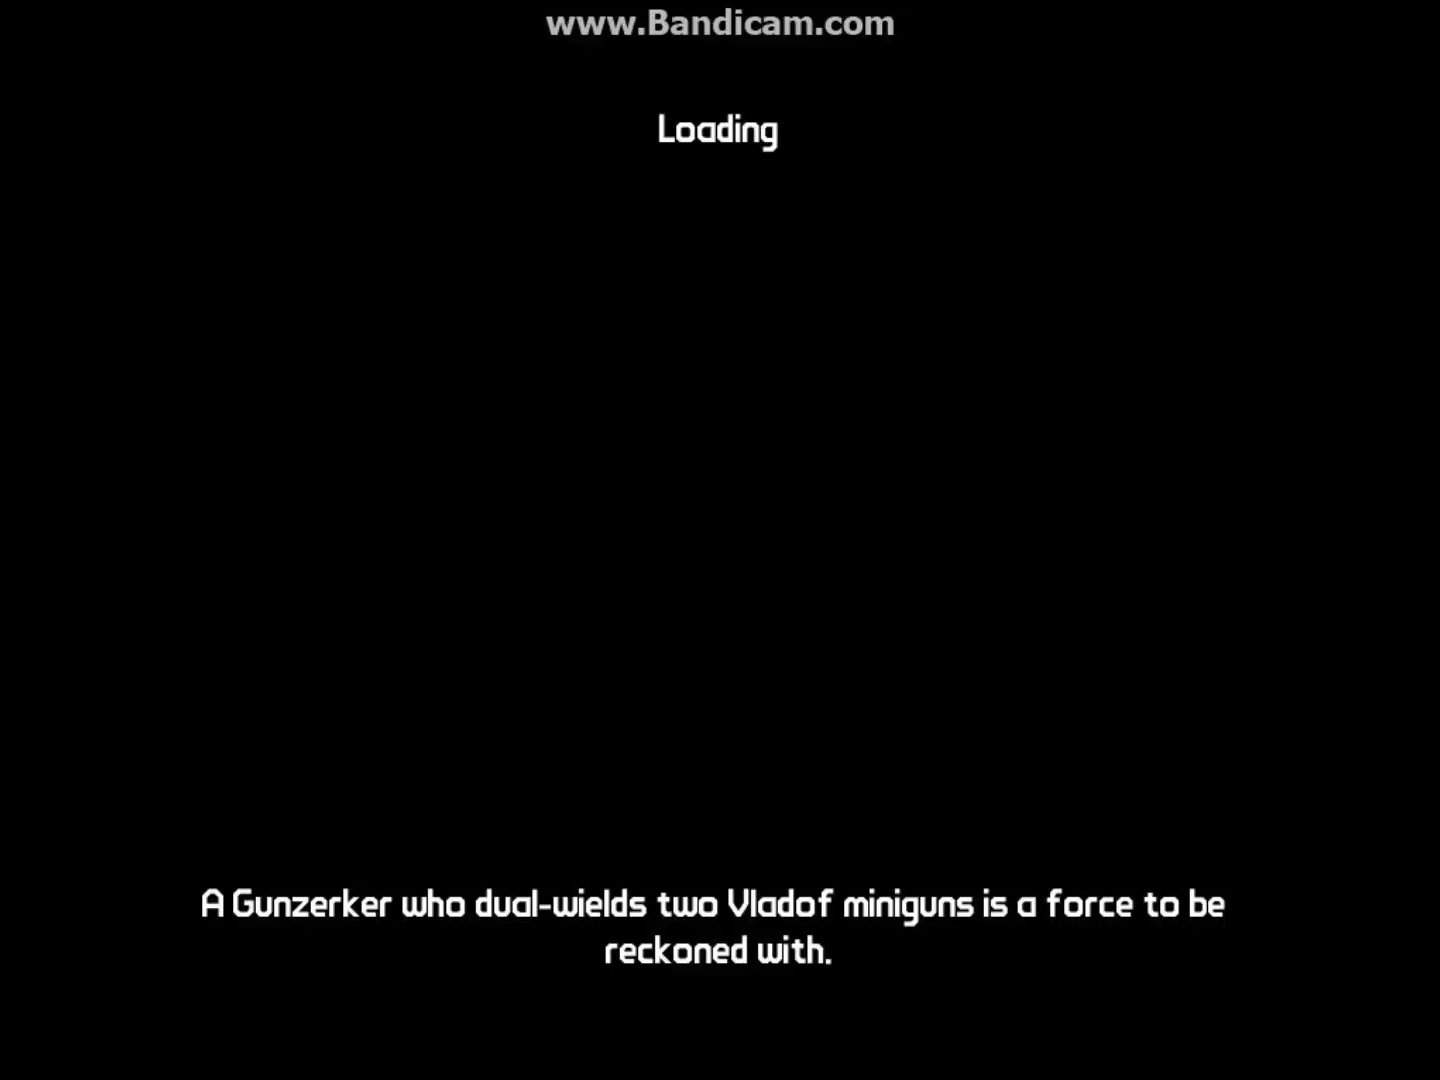 www.Bandicam.com
Loading
A Gunzerker who dual-wields two Vladof miniguns is a force to be
reckoned with.